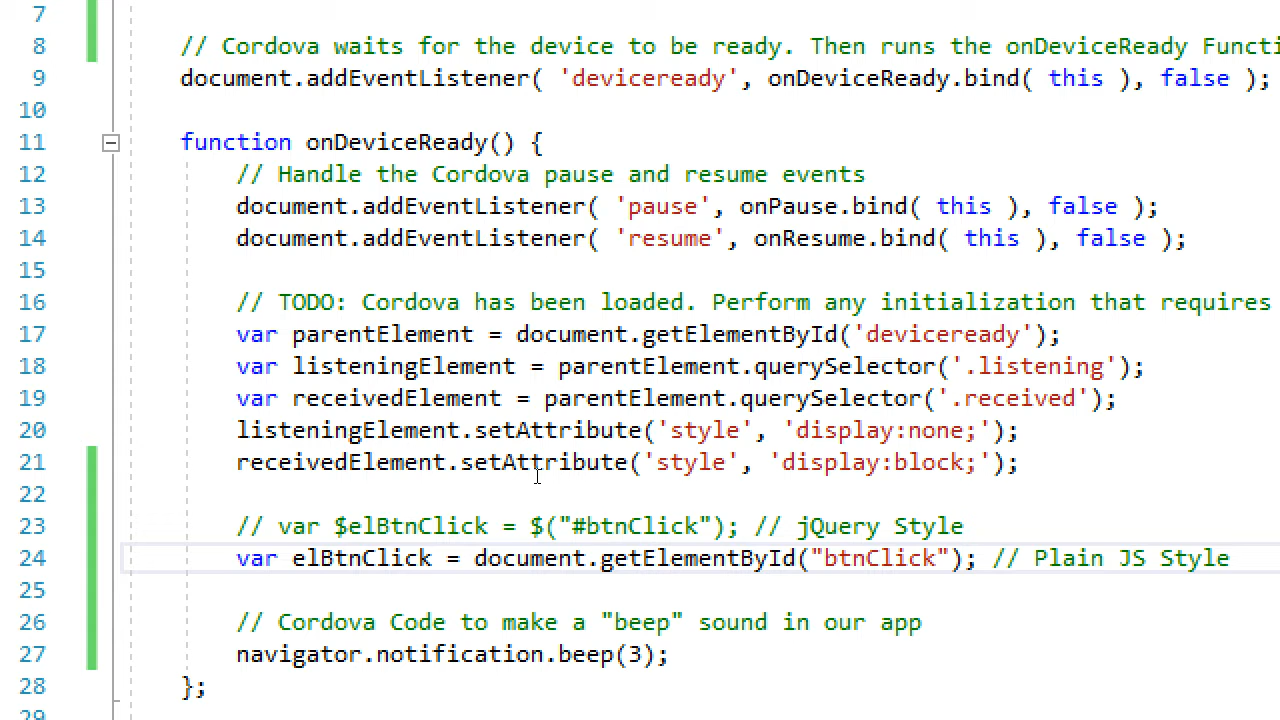 7
8 // Cordova waits for the device to be ready. Then runs the onDeviceReady
9 document.addEventListener( 'deviceready', onDeviceReady.bind( this ), false );
10
11 function onDeviceReady() {
12 // Handle the Cordova pause and resume events
13 document.addEventListener( 'pause', onPause.bind( this ), false );
14 document.addEventListener( 'resume', onResume.bind( this ), false );
15
16 // TODO: Cordova has been loaded. Perform any initialization that requires
17 var parentElement = document.getElementById('deviceready');
18 var listeningElement = parentElement.querySelector('.listening');
19 var receivedElement = parentElement.querySelector('.received');
20 listeningElement.setAttribute('style', 'display:none;');
21 receivedElement.setAttribute('style', 'display:block;');
22
23 // var $elBtnClick = $("#btnClick"); // jQuery Style
24 var elBtnClick = document.getElementById("btnClick"); // Plain JS Style
25
26 // Cordova Code to make a "beep" sound in our app
27 navigator.notification.beep(3);
28 };
29